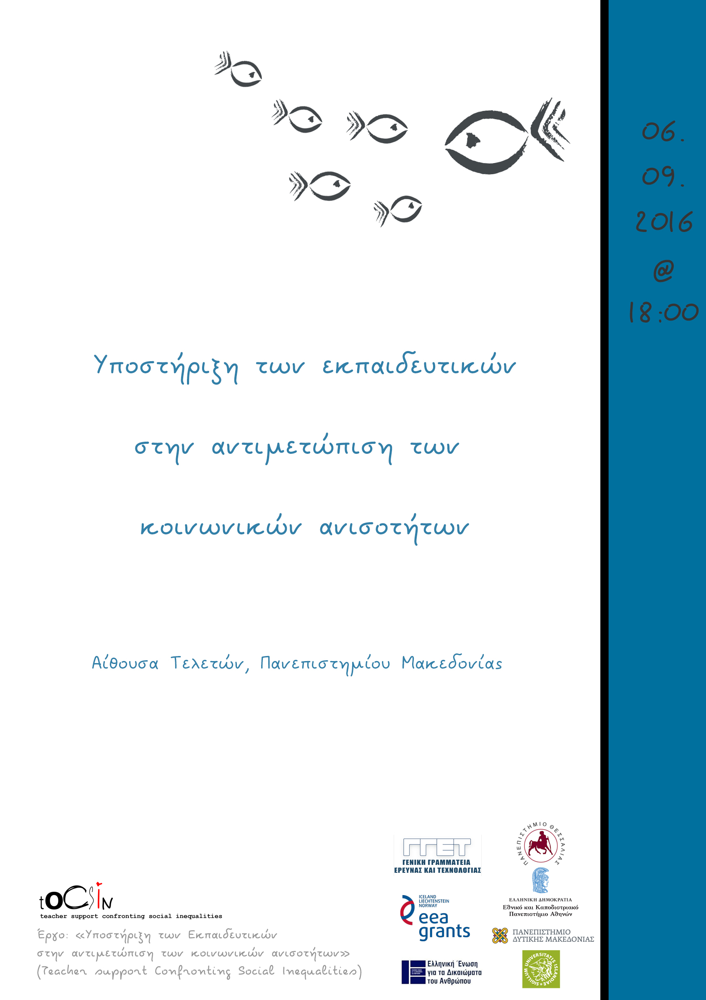 06.
09.
2016
@
18:00
Υποστήριξη των εκπαιδευτικών
στην αντιμετώπιση των
κοινωνικών ανισοτήτων
Αίθουσα Τελετών, Πανεπιστημίου Μακεδονίας
tOCSiN
teacher support confronting social inequalities
Έργο: «Υποστήριξη των Εκπαιδευτικών
στην αντιμετώπιση των κοινωνικών ανισοτήτων»
(Teacher support Confronting Social Inequalities)
ΓΓΕΤ
ΓΕΝΙΚΗ ΓΡΑΜΜΑΤΕΙΑ
ΕΡΕΥΝΑΣ ΚΑΙ ΤΕΧΝΟΛΟΓΙΑΣ
ICELAND
LIECHTENSTEIN
NORWAY
eea
grants
Ελληνική Ένωση
για τα Δικαιώματα
του Ανθρώπου
ΠΑΝΕΠΙΣΤΗΜΙΟ ΘΕΣΣΑΛΙΑΣ
ΕΛΛΗΝΙΚΗ ΔΗΜΟΚΡΑΤΙΑ
Εθνικό και Καποδιστριακό
Πανεπιστήμιο Αθηνών
ΠΑΝΕΠΙΣΤΗΜΙΟ
ΔΥΤΙΚΗΣ ΜΑΚΕΔΟΝΙΑΣ
SIGILLUM UNIVERSITATIS ISLANDIAE